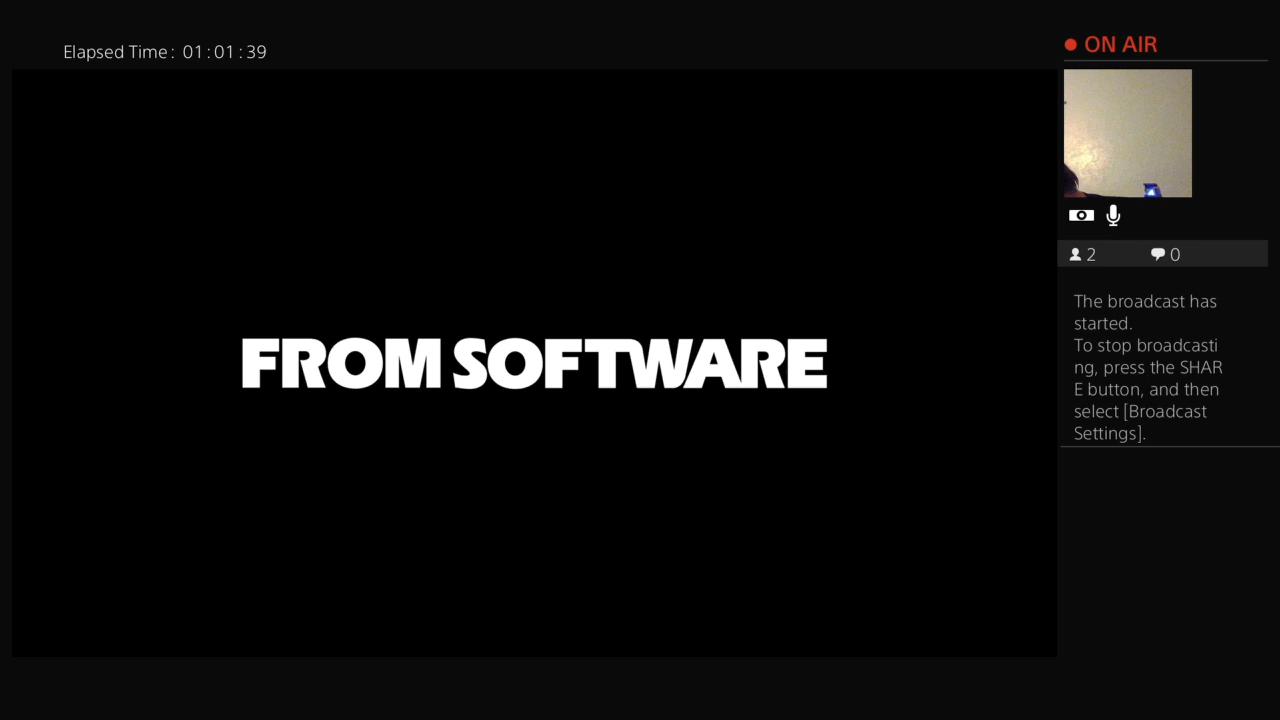 Elapsed Time: 01:01:39
ON AIR
FROM SOFTWARE
2 0
The broadcast has
started.
To stop broadcasti
ng, press the SHAR
E button, and then
select [Broadcast
Settings].